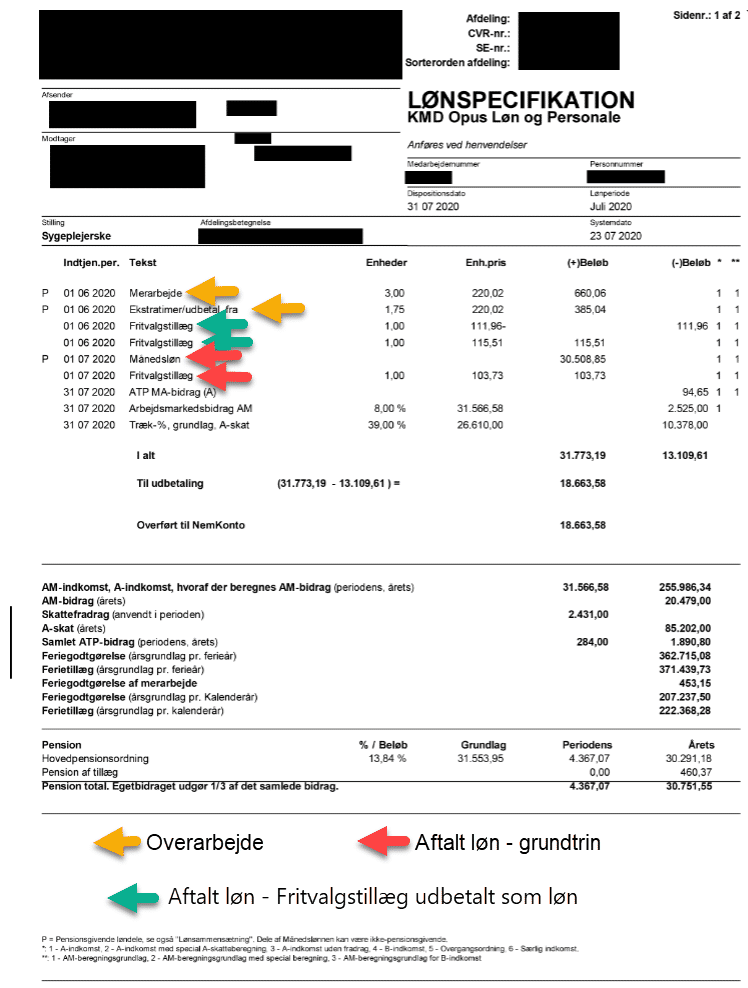 Afdeling: Sidenr.: 1 af 2
CVR-nr.:
SE-nr.:
Sorterorden afdeling:
Afsender
LØNSPECIFIKATION
KMD Opus Løn og Personale
Modtager
Anføres ved henvendelser
Medarbejdernummer Personnummer
Dispositionsdato Lønperiode
31 07 2020 Juli 2020
Stilling Afdelingsbetegnelse Systemdato
Sygeplejerske 23 07 2020
Indtjen.per. Tekst Enheder Enh.pris (+)Beløb (-)Beløb * **
P 01 06 2020 Merarbejde 3,00 220,02 660,06 1 1
P 01 06 2020 Ekstratimer/udbetal. fra 1,75 220,02 385,04 1 1
01 06 2020 Fritvalgstillæg 1,00 111,96- 111,96 1 1
01 06 2020 Fritvalgstillæg 1,00 115,51 115,51 1 1
P 01 07 2020 Månedsløn 30.508,85 1 1
01 07 2020 Fritvalgstillæg 1,00 103,73 103,73 1 1
31 07 2020 ATP MA-bidrag (A) 94,65 1 1
31 07 2020 Arbejdsmarkedsbidrag AM 8,00 % 31.566,58 2.525,00 1
31 07 2020 Træk-%, grundlag, A-skat 39,00 % 26.610,00 10.378,00
I alt 31.773,19 13.109,61
Til udbetaling (31.773,19 - 13.109,61 ) = 18.663,58
Overført til NemKonto 18.663,58
AM-indkomst, A-indkomst, hvoraf der beregnes AM-bidrag (periodens, årets) 31.566,58 255.986,34
AM-bidrag (årets) 20.479,00
Skattefradrag (anvendt i perioden) 2.431,00
A-skat (årets) 85.202,00
Samlet ATP-bidrag (periodens, årets) 284,00 1.890,80
Feriegodtgørelse (årsgrundlag pr. ferieår) 362.715,08
Ferietillæg (årsgrundlag pr. ferieår) 371.439,73
Feriegodtgørelse af merarbejde 453,15
Feriegodtgørelse (årsgrundlag pr. Kalenderår) 207.237,50
Ferietillæg (årsgrundlag pr. kalenderår) 222.368,28
Pension % / Beløb Grundlag Periodens Årets
Hovedpensionsordning 13,84 % 31.553,95 4.367,07 30.291,18
Pension af tillæg 0,00 460,37
Pension total. Egetbidraget udgør 1/3 af det samlede bidrag. 4.367,07 30.751,55
Overarbejde Aftalt løn - grundtrin
Aftalt løn - Fritvalgstillæg udbetalt som løn
P = Pensionsgivende løndele, se også "Lønsammensætning". Dele af Månedslønnen kan være ikke-pensionsgivende.
*: 1 - A-indkomst, 2 - A-indkomst med special A-skatteberegning, 3 - A-indkomst uden fradrag, 4 - B-indkomst, 5 - Overgangsordning, 6 - Særlig indkomst.
**: 1 - AM-beregningsgrundlag, 2 - AM-beregningsgrundlag med special beregning, 3 - AM-beregningsgrundlag for B-indkomst